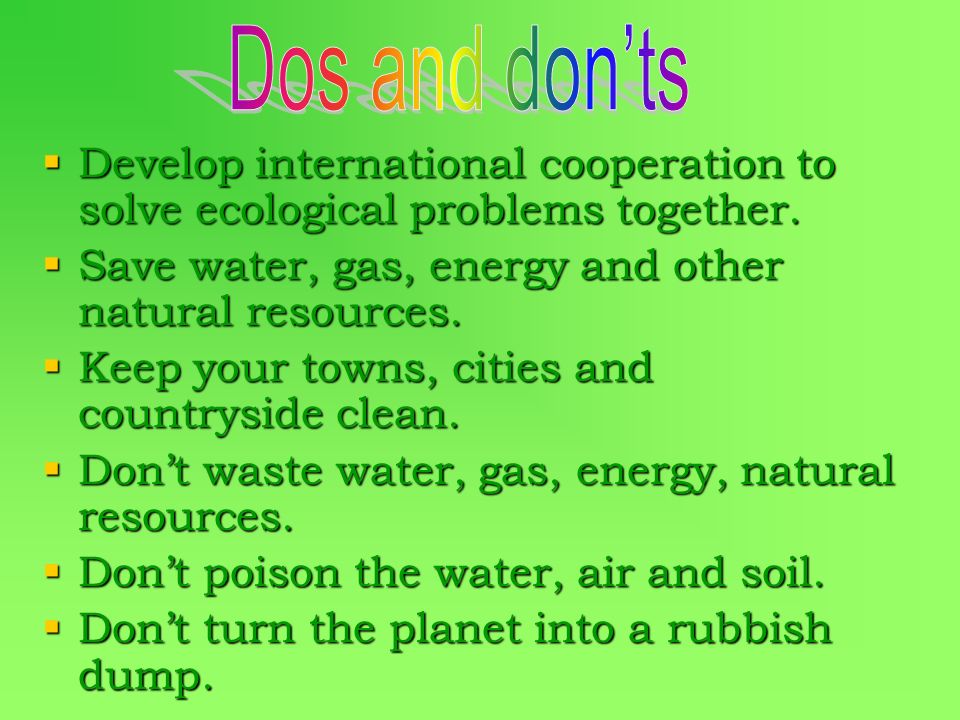 Dos and don’ts
▪ Develop international cooperation to
solve ecological problems together.
▪ Save water, gas, energy and other
natural resources.
▪ Keep your towns, cities and
countryside clean.
▪ Don’t waste water, gas, energy, natural
resources.
▪ Don’t poison the water, air and soil.
▪ Don’t turn the planet into a rubbish
dump.